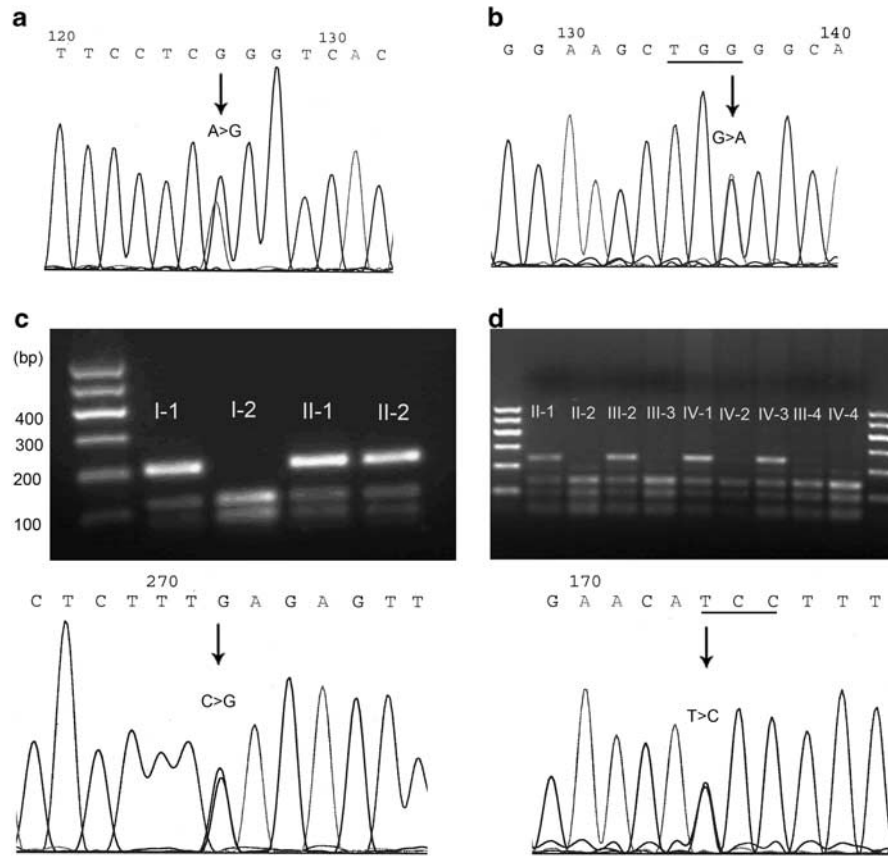 a
120 130
T T C C T C G G G T C A C
A>G
b
130 140
G G A A G C T G G G G C A
G>A
c
(bp)
400
300
200
100
I-1 I-2 II-1 II-2
d
II-1 II-2 III-2 III-3 IV-1 IV-2 IV-3 III-4 IV-4
270
C T C T T T G A G A G T T
C>G
170
G A A C A T C C T T T
T>C